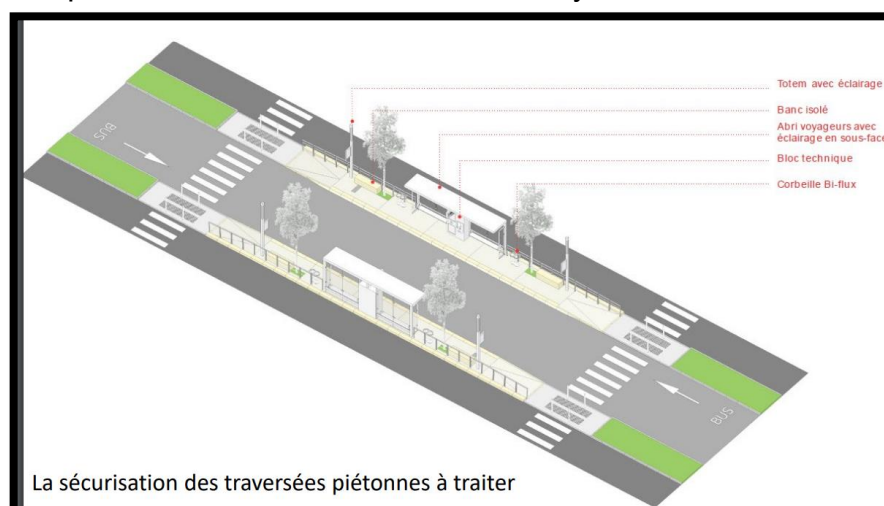 Totem avec éclairage
Banc isolé
Abri voyageurs avec
éclairage en sous-face
Bloc technique
Corbeille Bi-flux
BUS
BUS
La sécurisation des traversées piétonnes à traiter